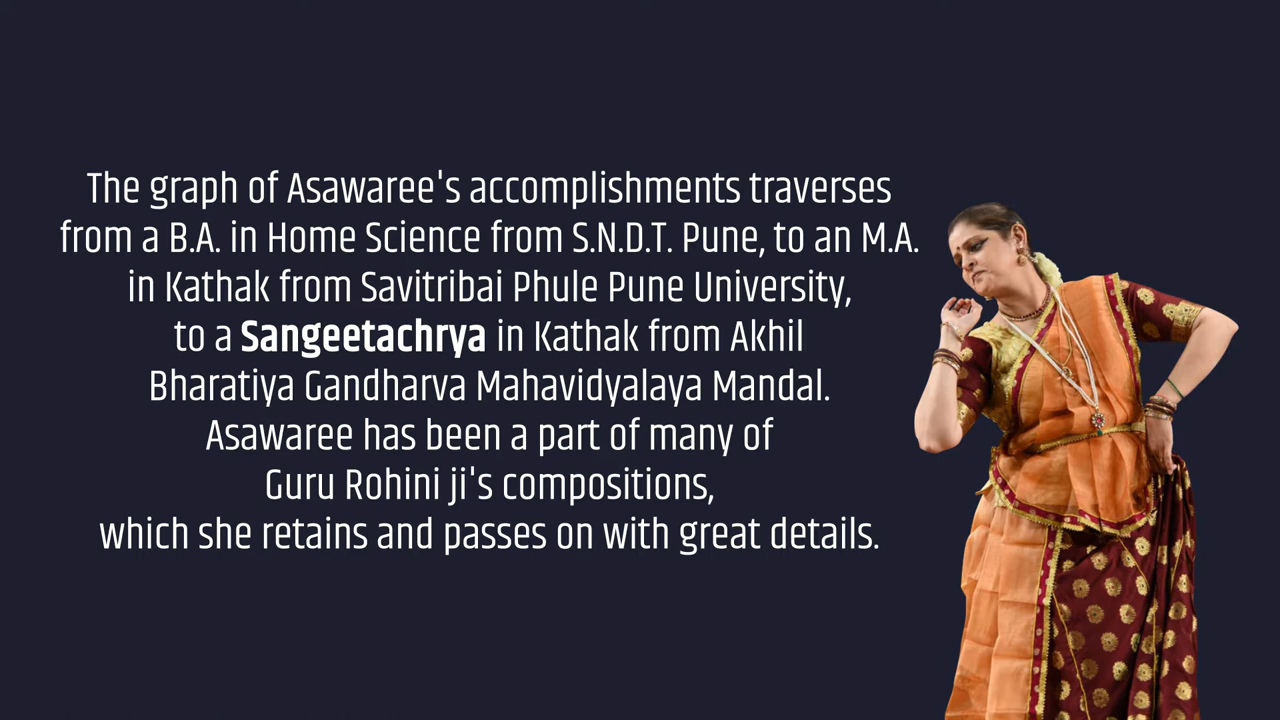 The graph of Asawaree's accomplishments traverses
from a B.A. in Home Science from S.N.D.T. Pune, to an M.A.
in Kathak from Savitribai Phule Pune University,
to a Sangeetachrya in Kathak from Akhil
Bharatiya Gandharva Mahavidyalaya Mandal.
Asawaree has been a part of many of
Guru Rohini ji's compositions,
which she retains and passes on with great details.